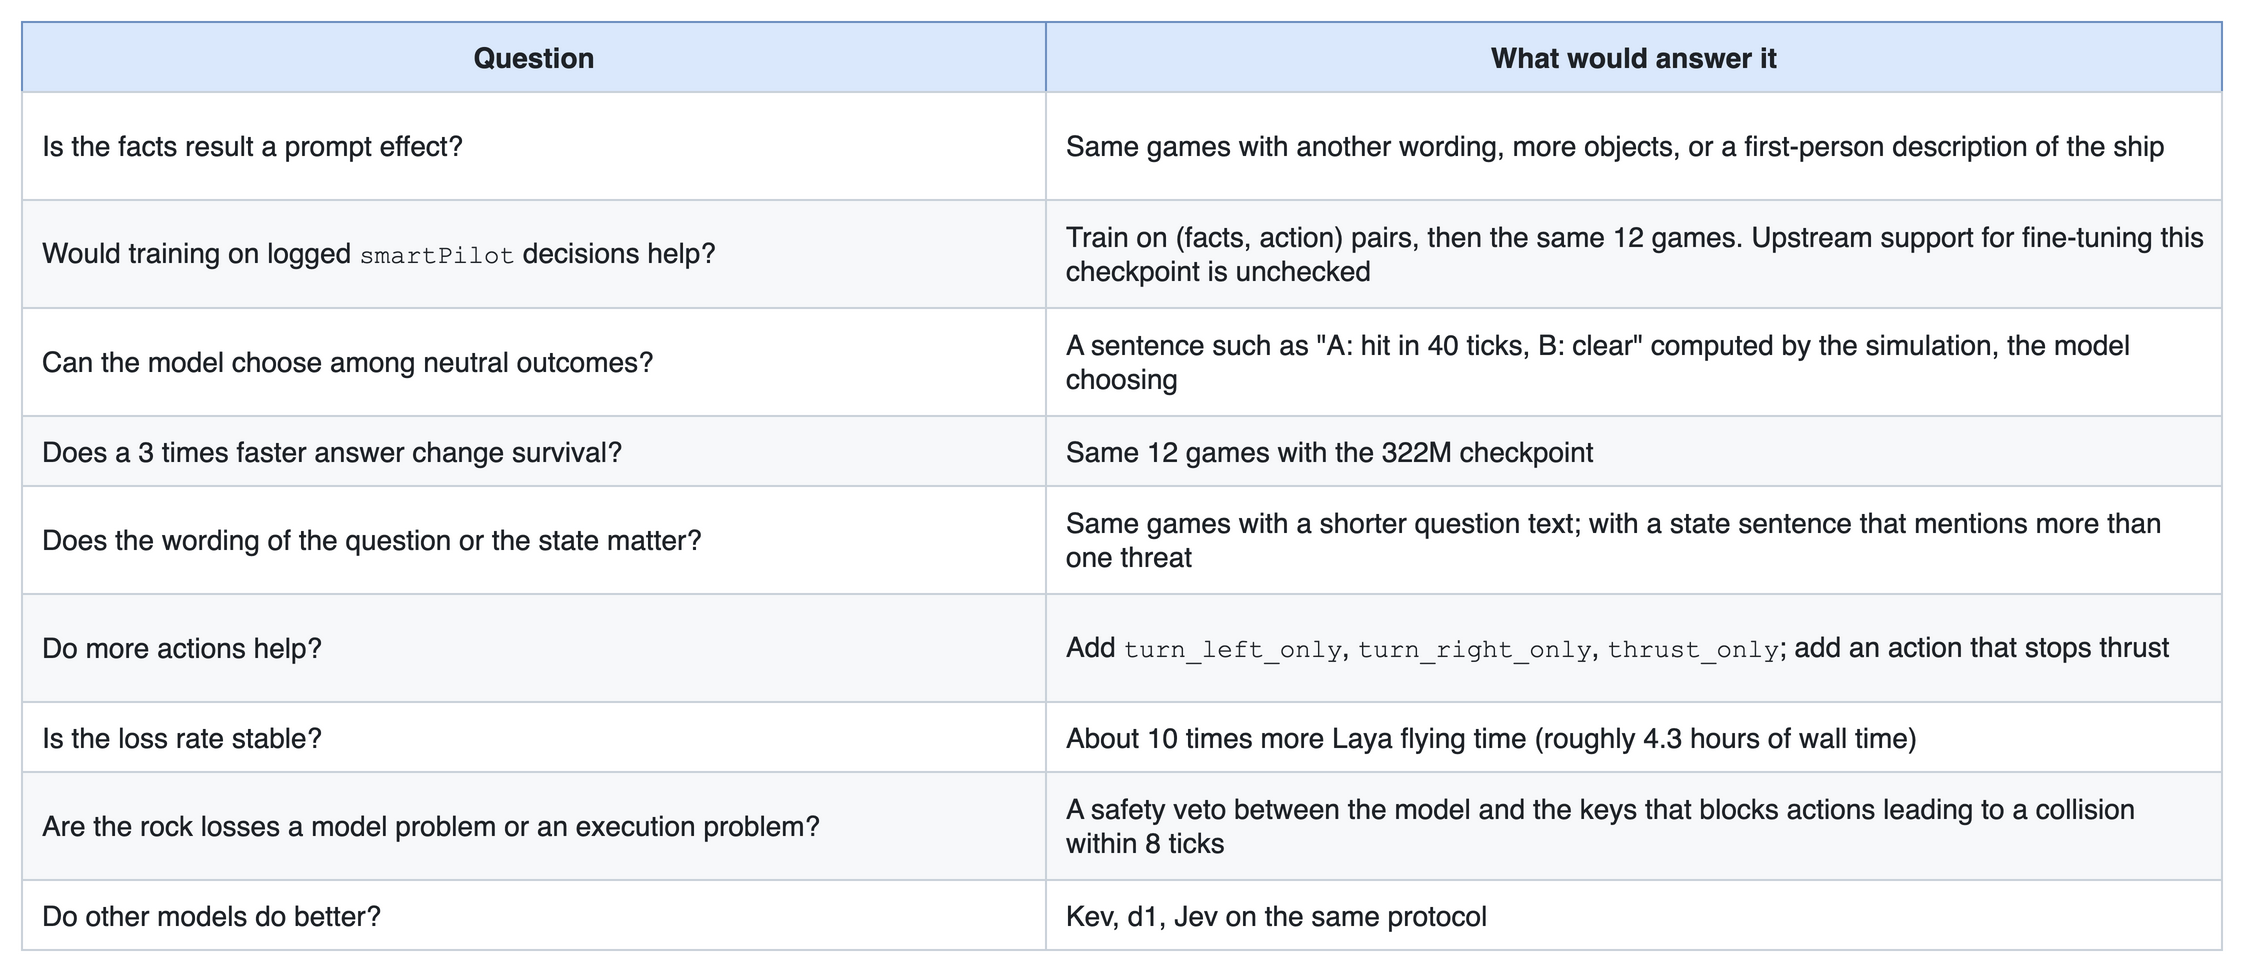 Question
What would answer it
Is the facts result a prompt effect?
Same games with another wording, more objects, or a first-person description of the ship
Would training on logged smartPilot decisions help?
Train on (facts, action) pairs, then the same 12 games. Upstream support for fine-tuning this
checkpoint is unchecked
Can the model choose among neutral outcomes?
A sentence such as "A: hit in 40 ticks, B: clear" computed by the simulation, the model
choosing
Does a 3 times faster answer change survival?
Same 12 games with the 322M checkpoint
Does the wording of the question or the state matter?
Same games with a shorter question text; with a state sentence that mentions more than
one threat
Do more actions help?
Add turn_left_only, turn_right_only, thrust_only; add an action that stops thrust
Is the loss rate stable?
About 10 times more Laya flying time (roughly 4.3 hours of wall time)
Are the rock losses a model problem or an execution problem?
A safety veto between the model and the keys that blocks actions leading to a collision
within 8 ticks
Do other models do better?
Kev, d1, Jev on the same protocol